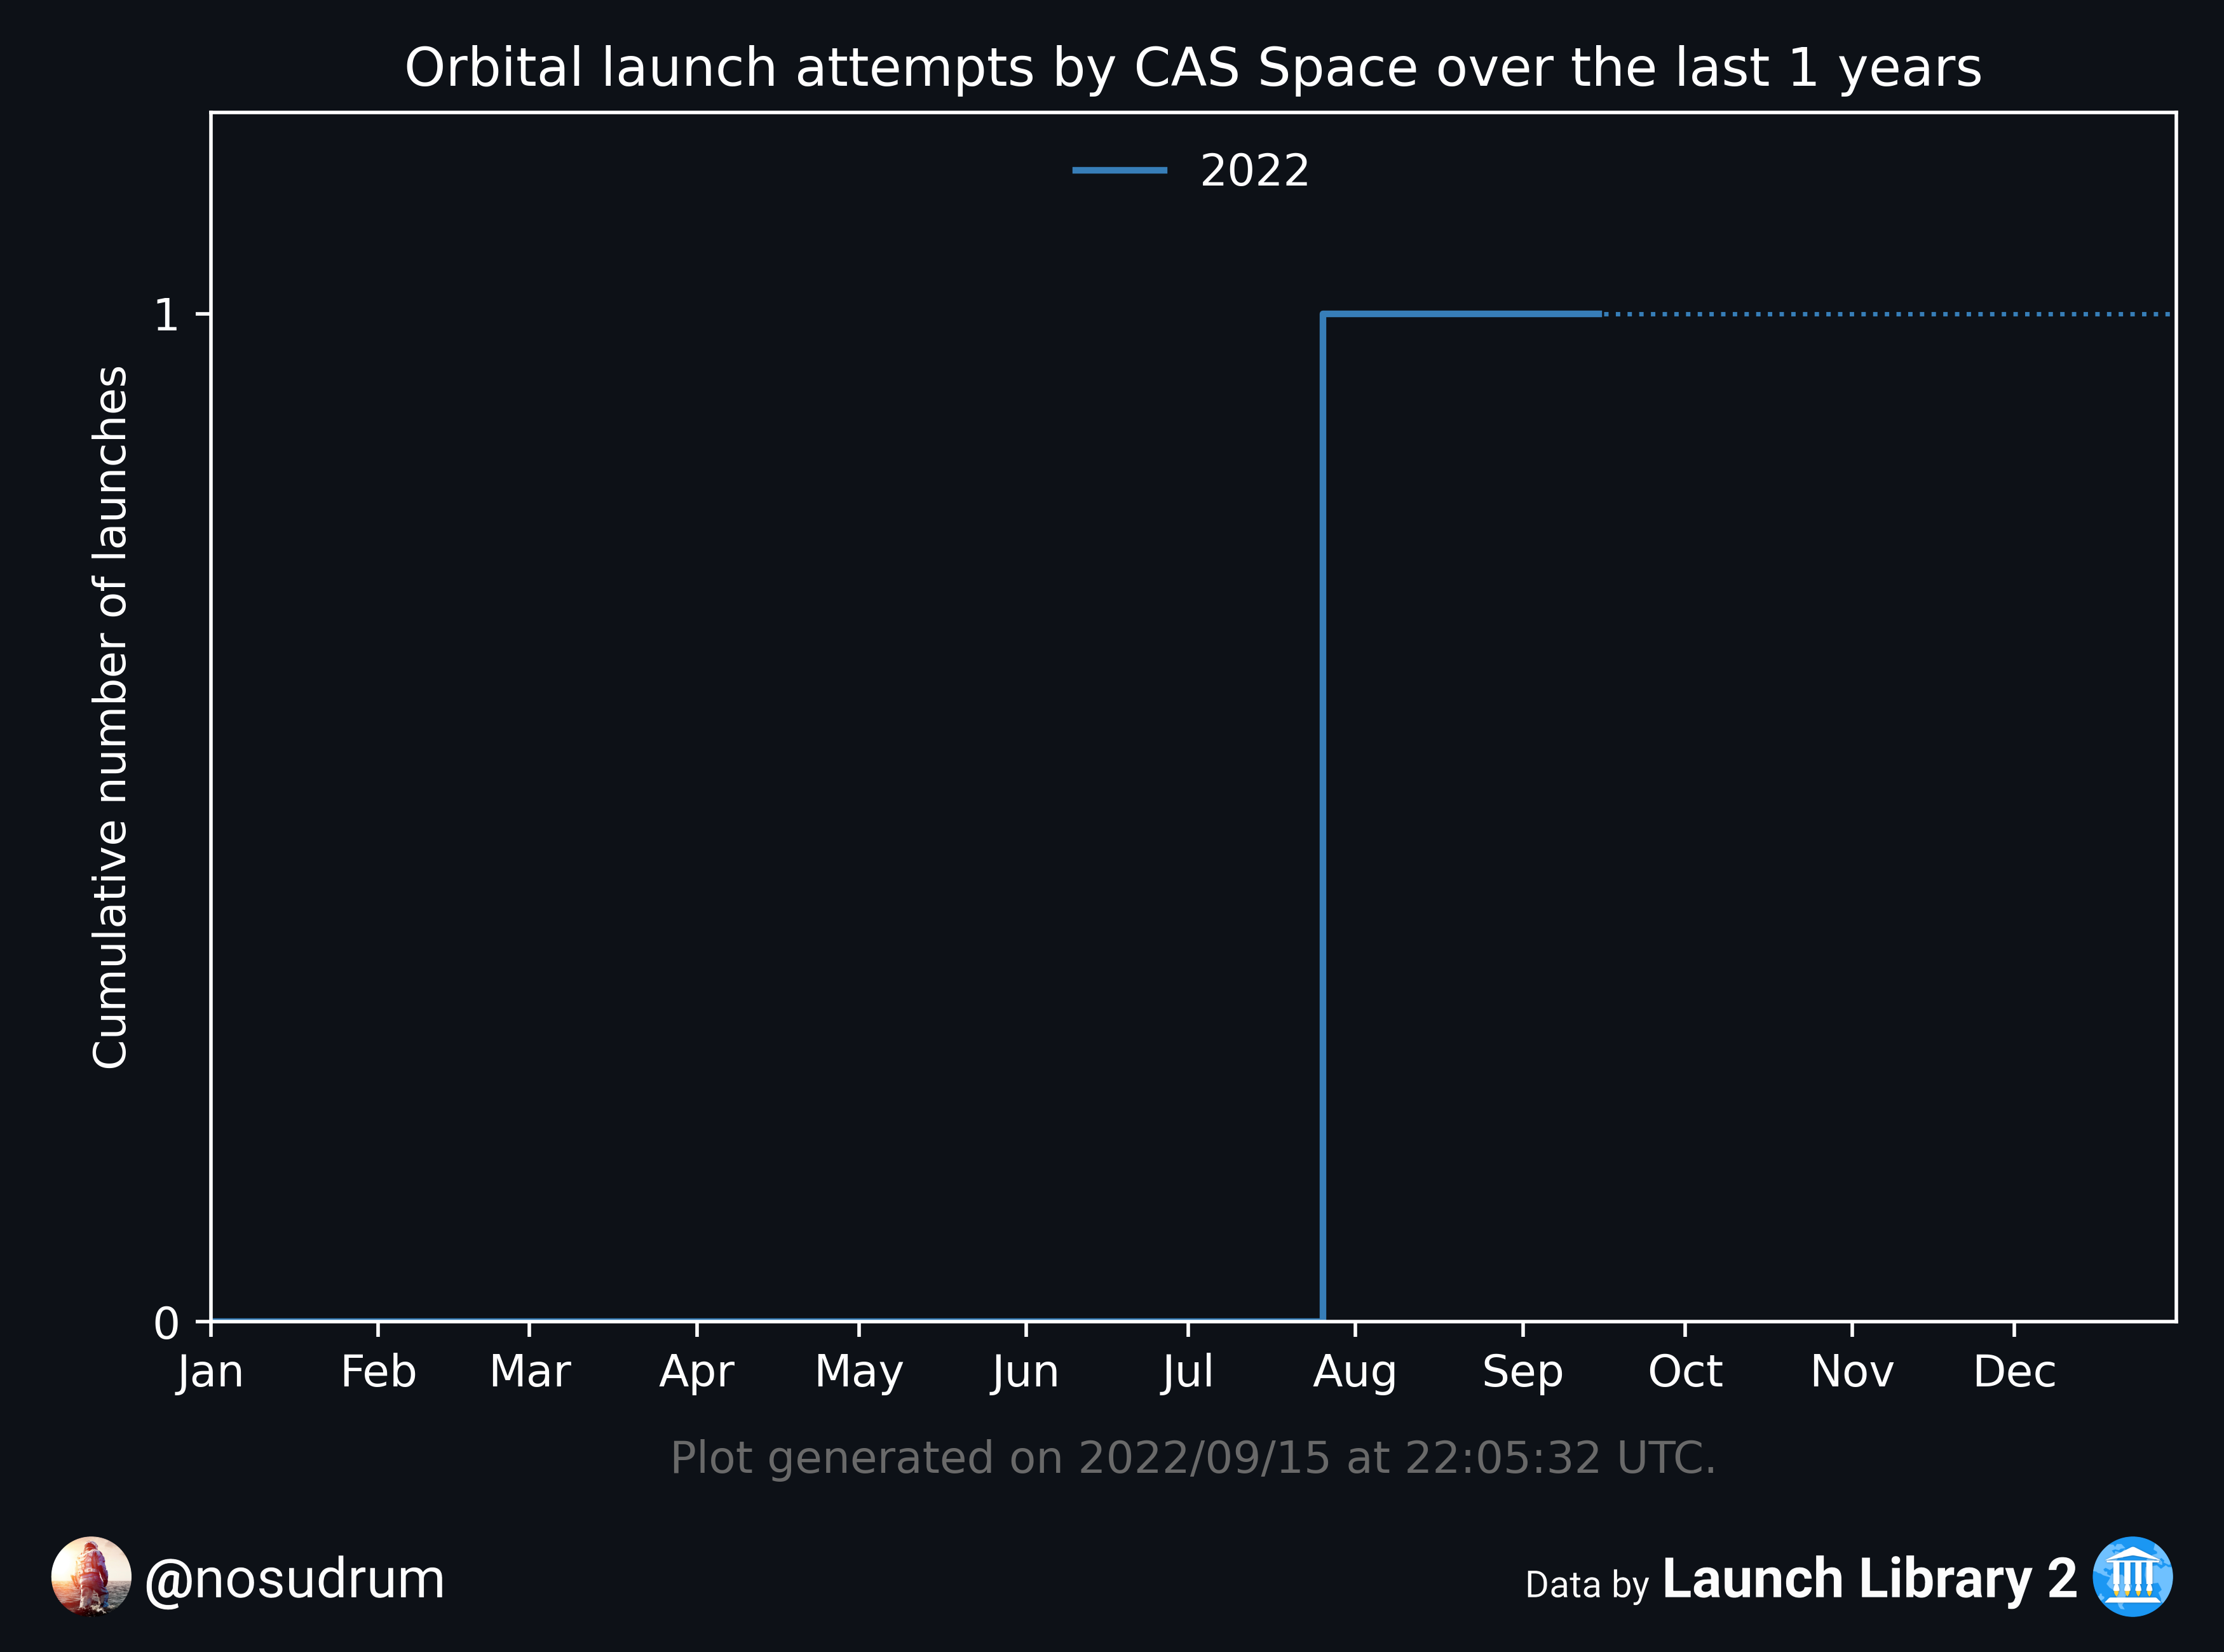 Orbital launch attempts by CAS Space over the last 1 years
2022
Cumulative number of launches
1
0
Jan Feb Mar Apr May Jun Jul Aug Sep Oct Nov Dec
Plot generated on 2022/09/15 at 22:05:32 UTC.
@nosudrum
Data by Launch Library 2